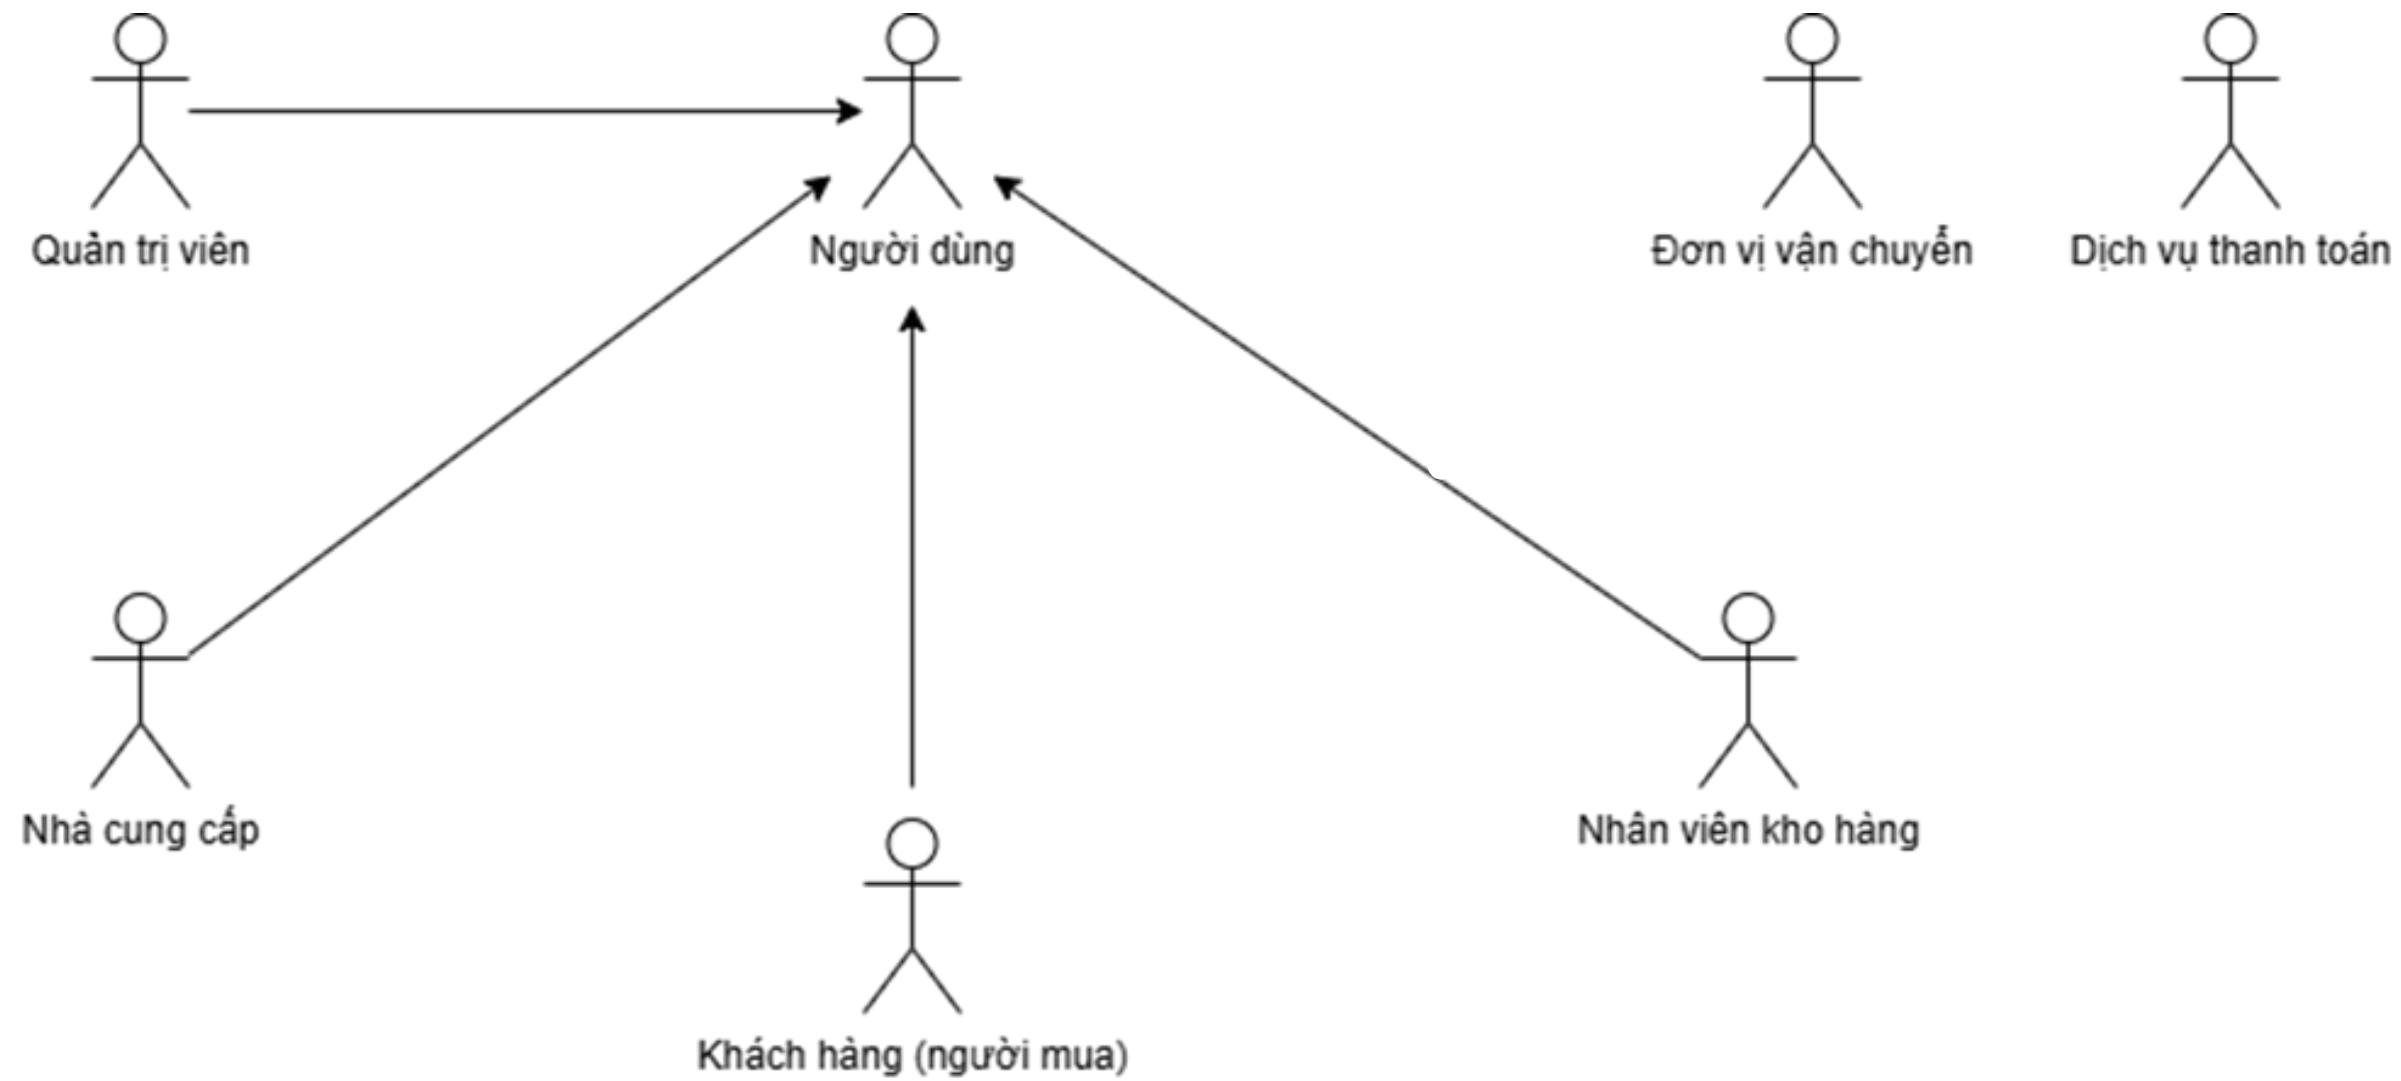 Quản trị viên
Người dùng
Đơn vị vận chuyển
Dịch vụ thanh toán
Nhà cung cấp
Nhân viên kho hàng
Khách hàng (người mua)